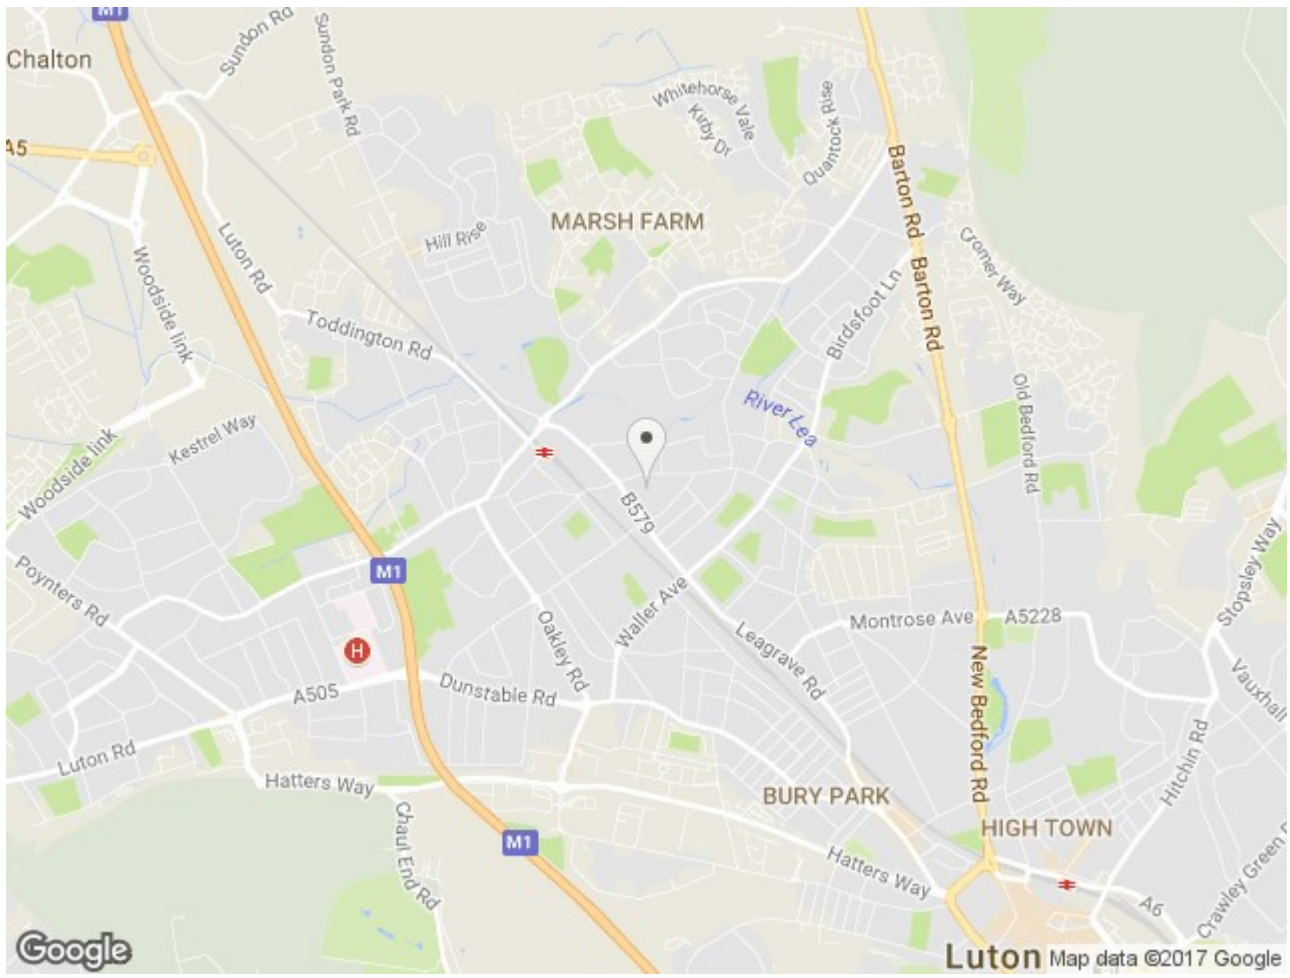 M1
Sundon Rd
Sundon Park Rd
Chalton
Whitehorse Vale
Kirby Dr
Quantock Rise
A5
Barton Rd
MARSH FARM
Hill Rise
Luton Rd
Woodside link
Cromer Way
Birdsfoot Ln
Barton Rd
Toddington Rd
River Lea
Old Bedford Rd
Kestrel Way
Woodside link
B579
M1
Stopsley Way
Poynters Rd
Waller Ave
Oakley Rd
Montrose Ave
A5228
H
Leagrave Rd
New Bedford Rd
Vauxhall
A505
Dunstable Rd
Luton Rd
Hitchin Rd
Hatters Way
BURY PARK
HIGH TOWN
Chaul End Rd
M1
Hatters Way
Crawley Green
A6
Google
Luton
Map data ©2017 Google